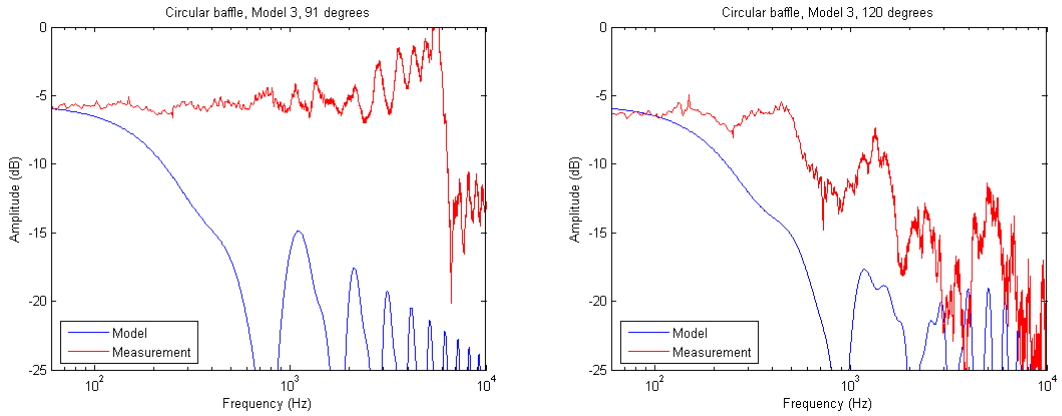 Circular baffle, Model 3, 91 degrees
0
-5
-10
-15
-20
-25
Amplitude (dB)
10^2
10^3
10^4
Frequency (Hz)
Model
Measurement
Circular baffle, Model 3, 120 degrees
0
-5
-10
-15
-20
-25
Amplitude (dB)
10^2
10^3
10^4
Frequency (Hz)
Model
Measurement